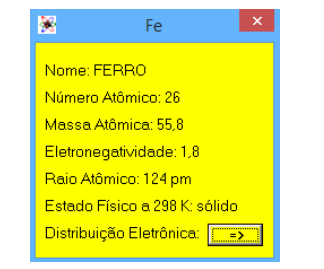 Fe
Nome: FERRO
Número Atômico: 26
Massa Atômica: 55,8
Eletronegatividade: 1,8
Raio Atômico: 124 pm
Estado Físico a 298 K: sólido
Distribuição Eletrônica: =>